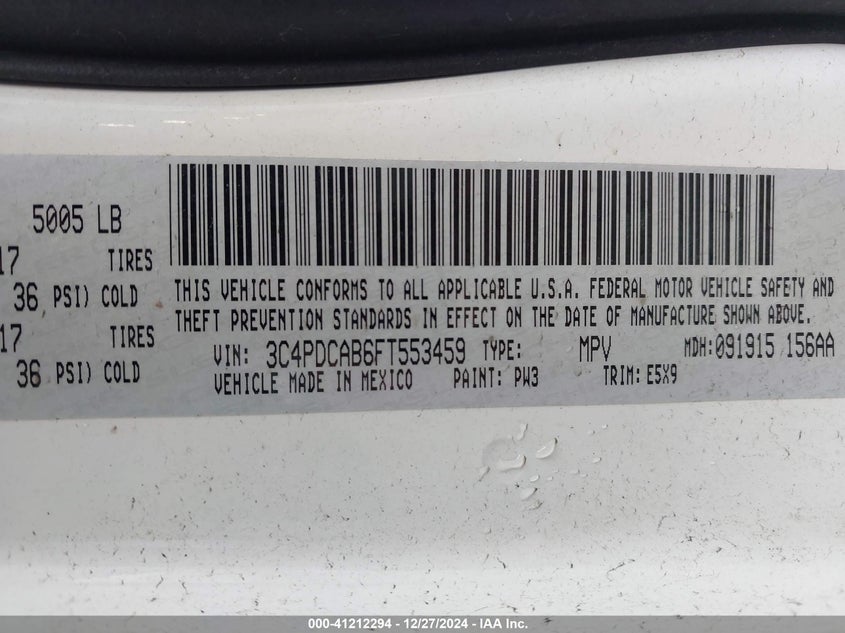 5005 LB
17 TIRES
36 PSI) COLD
17 TIRES
36 PSI) COLD
THIS VEHICLE CONFORMS TO ALL APPLICABLE U.S.A. FEDERAL MOTOR VEHICLE SAFETY AND
THEFT PREVENTION STANDARDS IN EFFECT ON THE DATE OF MANUFACTURE SHOWN ABOVE.
VIN: 3C4PDCAB6FT553459 TYPE: MPV MDH:091915 156AA
VEHICLE MADE IN MEXICO PAINT: PW3 TRIM: E5X9
000-41212294 - 12/27/2024 - IAA Inc.